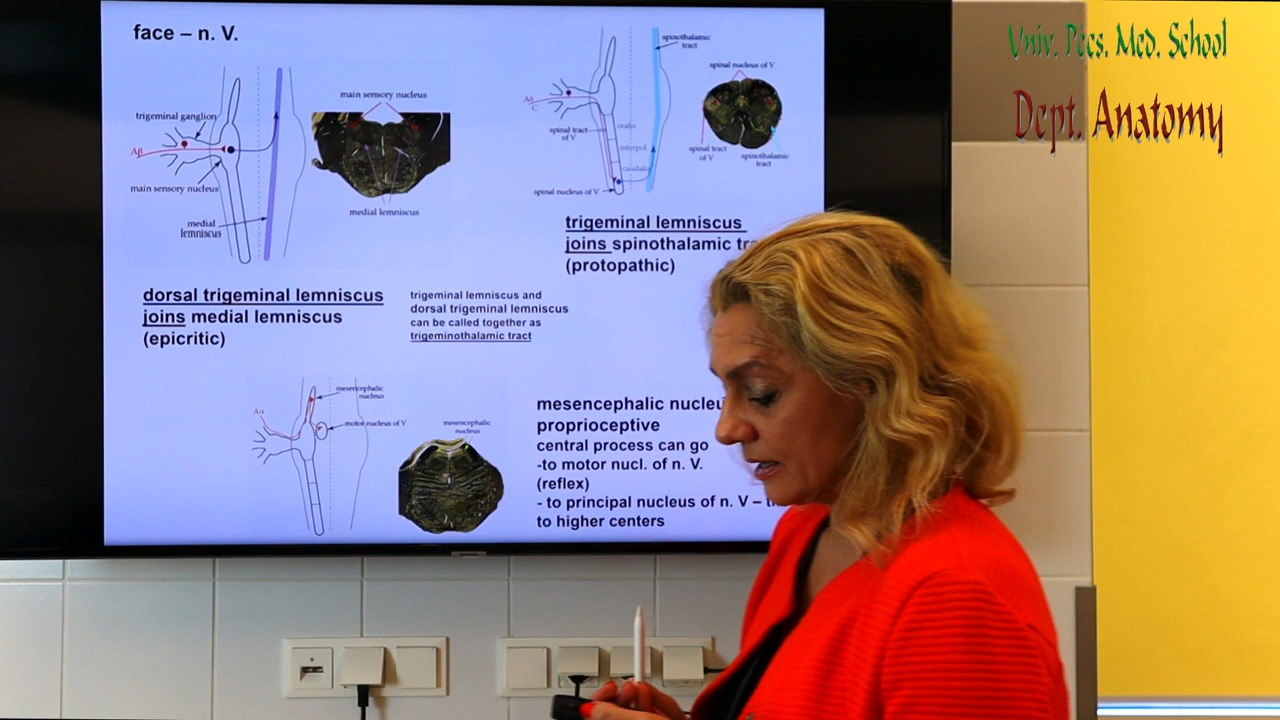 Univ. Pécs. Med. School
Dept. Anatomy
face – n. V.
main sensory nucleus
trigeminal ganglion
Aβ
main sensory nucleus
medial
lemniscus
medial lemniscus
dorsal trigeminal lemniscus
joins medial lemniscus
(epicritic)
spinothalamic
tract
spinal nucleus of V
Aδ
C
spinal tract
of V
oralis
interpol.
caudalis
spinal nucleus of V
spinal tract
of V
spinothalamic
tract
trigeminal lemniscus
joins spinothalamic
(protopathic)
trigeminal lemniscus and
dorsal trigeminal lemniscus
can be called together as
trigeminothalamic tract
mesencephalic
nucleus
Aα
motor nucleus of V
mesencephalic
nucleus
mesencephalic
proprioceptive
central process can go
-to motor nucl. of n. V.
(reflex)
- to principal nucleus of n. V –
to higher centers